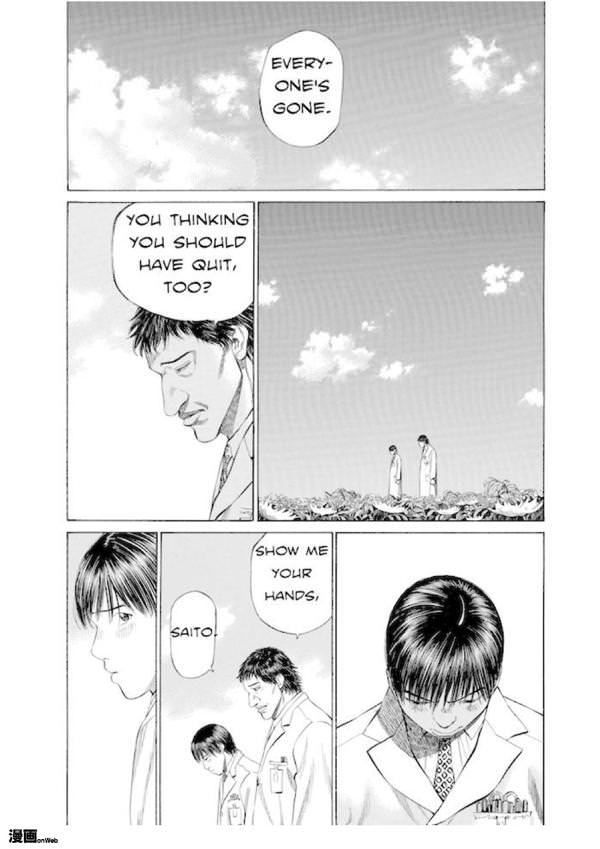 EVERY-
ONE'S
GONE.
YOU THINKING
YOU SHOULD
HAVE QUIT,
TOO?
SHOW ME
YOUR
HANDS,
SAITO.
漫画onWeb